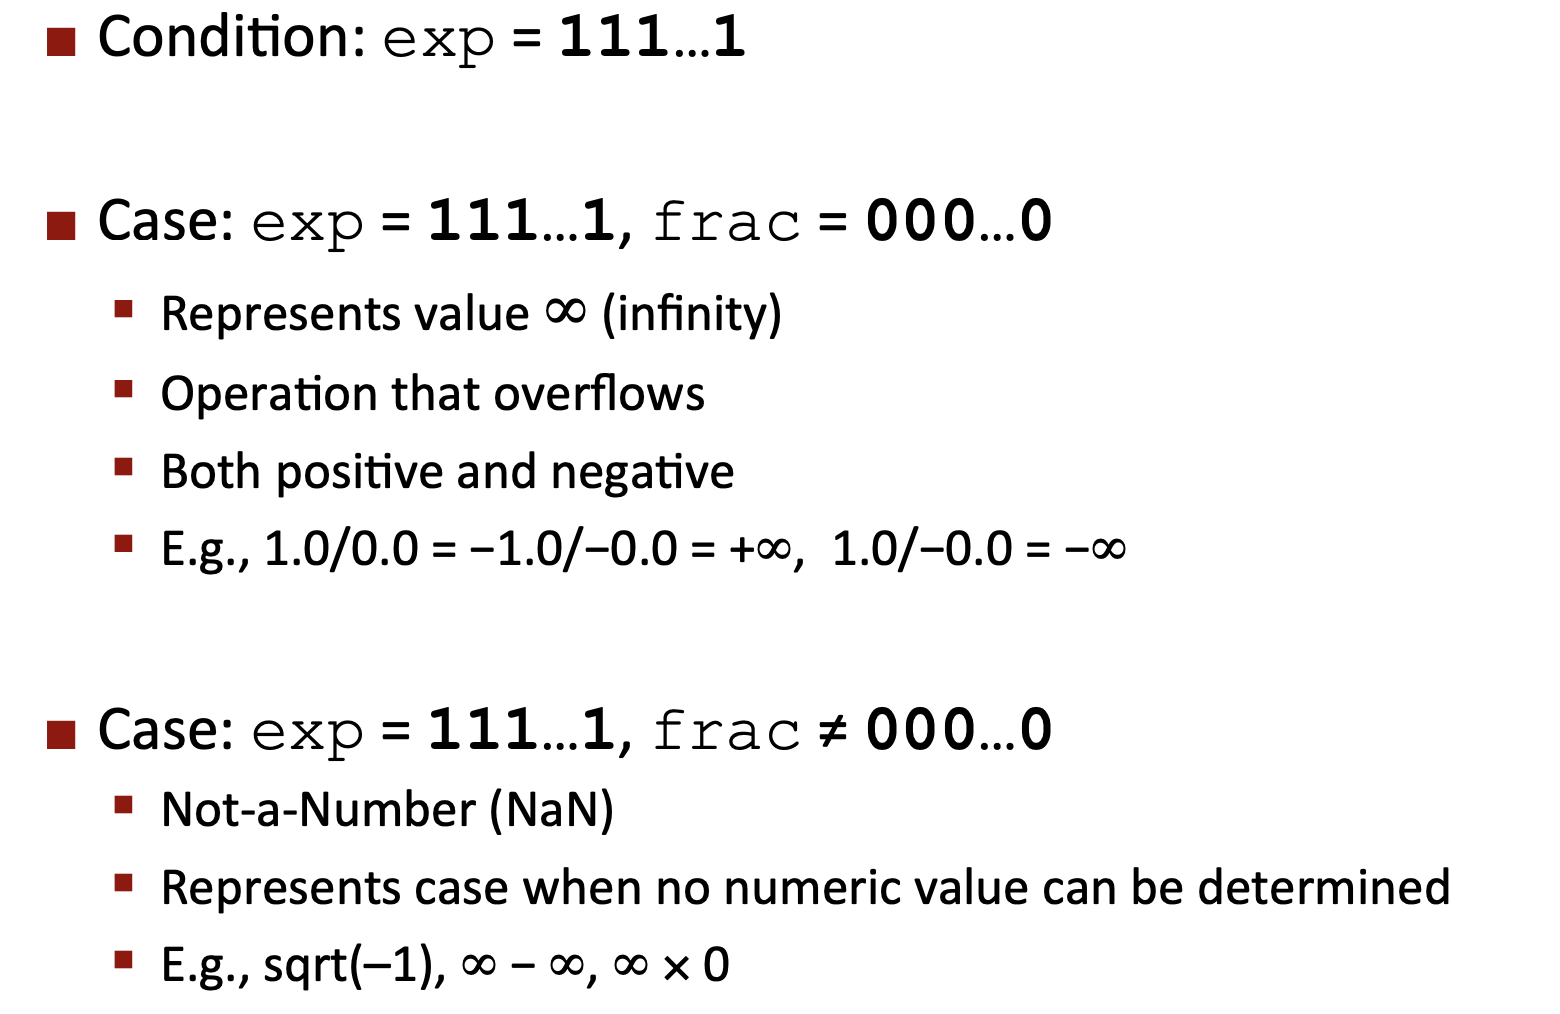 ■ Condition: exp = 111…1
■ Case: exp = 111…1, frac = 000…0
▪ Represents value ∞ (infinity)
▪ Operation that overflows
▪ Both positive and negative
▪ E.g., 1.0/0.0 = −1.0/−0.0 = +∞, 1.0/−0.0 = −∞
■ Case: exp = 111…1, frac ≠ 000…0
▪ Not-a-Number (NaN)
▪ Represents case when no numeric value can be determined
▪ E.g., sqrt(–1), ∞ − ∞, ∞ × 0